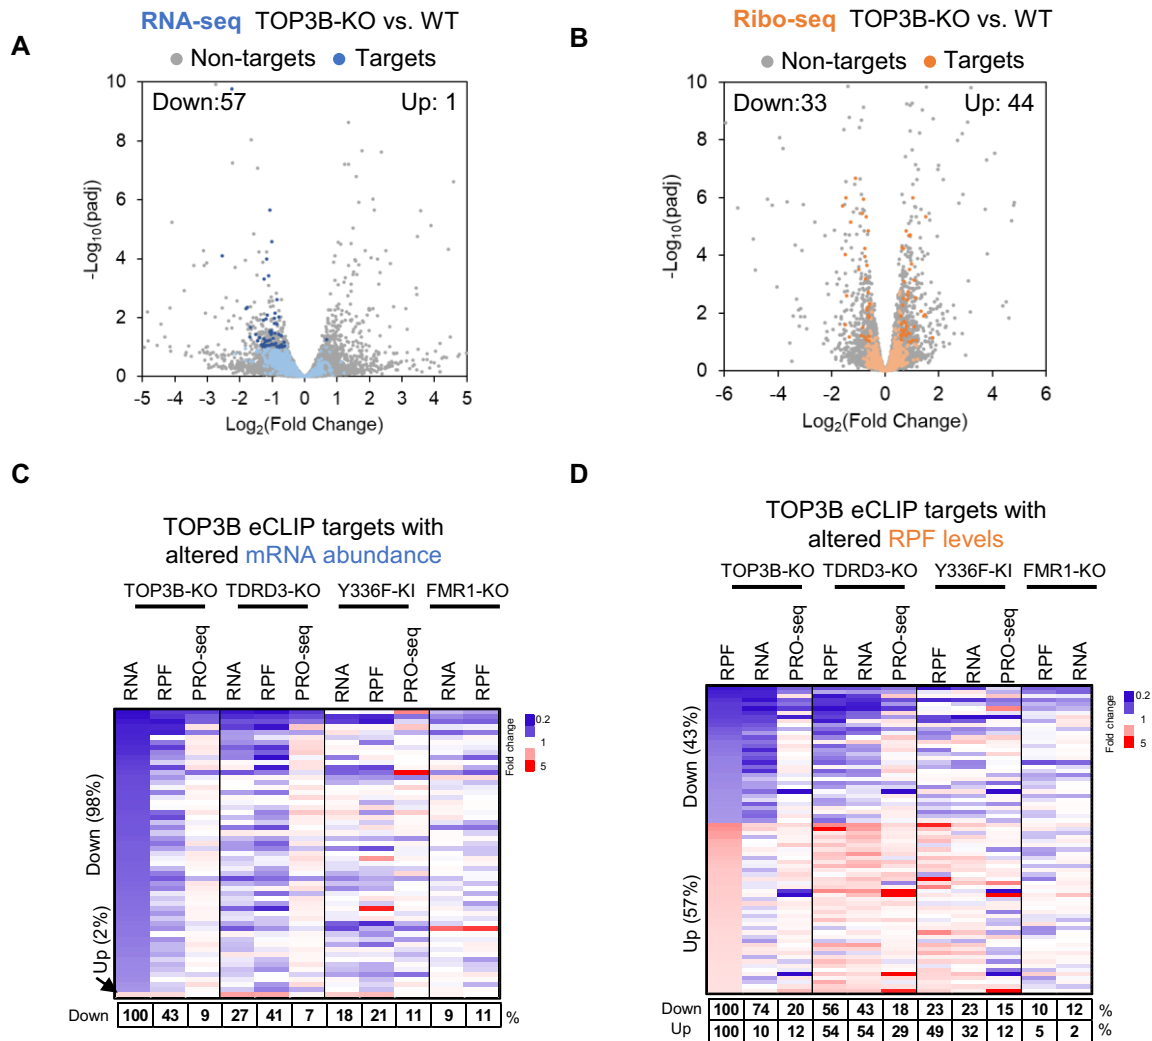 RNA-seq TOP3B-KO vs. WT
A
Non-targets Targets
Down:57 Up: 1
10
8
6
4
2
0
-Log10(padj)
-5 -4 -3 -2 -1 0 1 2 3 4 5
Log2(Fold Change)
Ribo-seq TOP3B-KO vs. WT
B
Non-targets Targets
Down:33 Up: 44
10
8
6
4
2
0
-Log10(padj)
-6 -4 -2 0 2 4 6
Log2(Fold Change)
C
TOP3B eCLIP targets with
altered mRNA abundance
TOP3B-KO TDRD3-KO Y336F-KI FMR1-KO
RNA RPF PRO-seq RNA RPF PRO-seq RNA RPF PRO-seq RNA RPF
Down (98%)
Up (2%)
0.2
1
5
Fold change
Down 100 43 9 27 41 7 18 21 11 9 11 %
D
TOP3B eCLIP targets with
altered RPF levels
TOP3B-KO TDRD3-KO Y336F-KI FMR1-KO
RPF RNA PRO-seq RPF RNA PRO-seq RPF RNA PRO-seq RPF RNA
Down (43%)
Up (57%)
0.2
1
5
Fold change
Down 100 74 20 56 43 18 23 23 15 10 12 %
Up 100 10 12 54 54 29 49 32 12 5 2 %